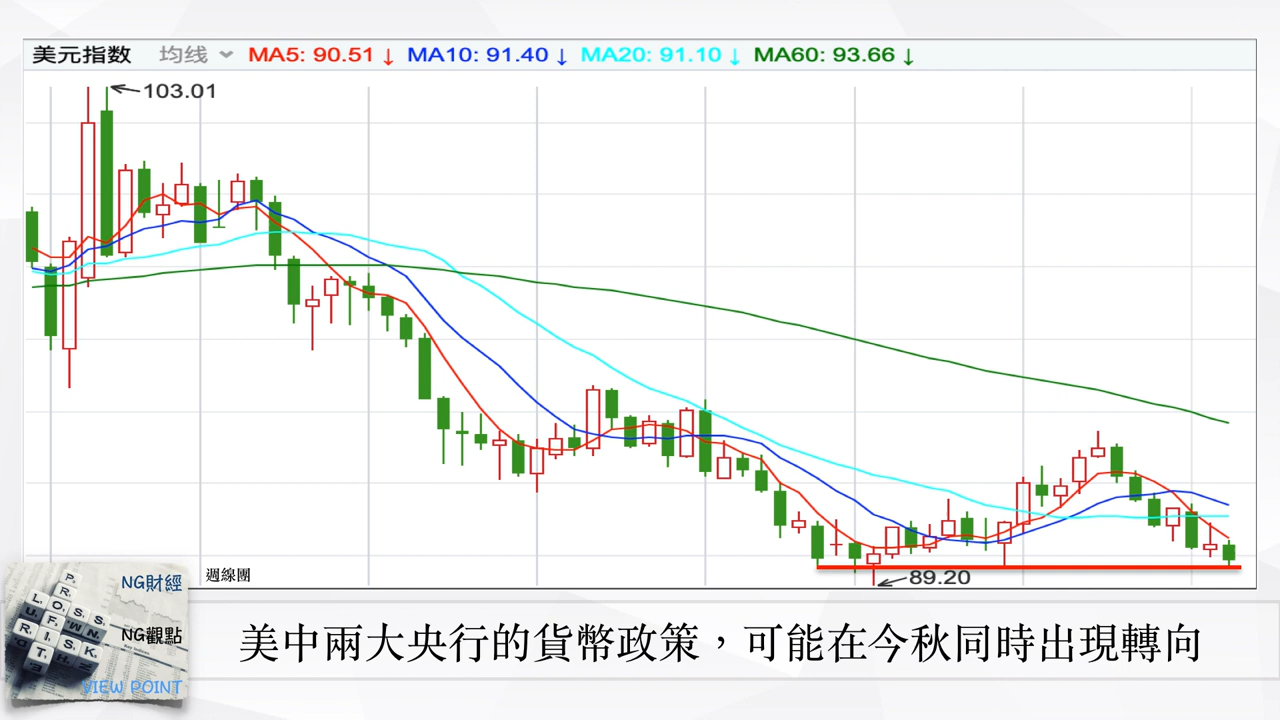 美元指数 均线 MA5: 90.51 ↓ MA10: 91.40 ↓ MA20: 91.10 ↓ MA60: 93.66 ↓
103.01
89.20
週線團
NG財經
NG觀點
VIEW POINT
美中兩大央行的貨幣政策，可能在今秋同時出現轉向